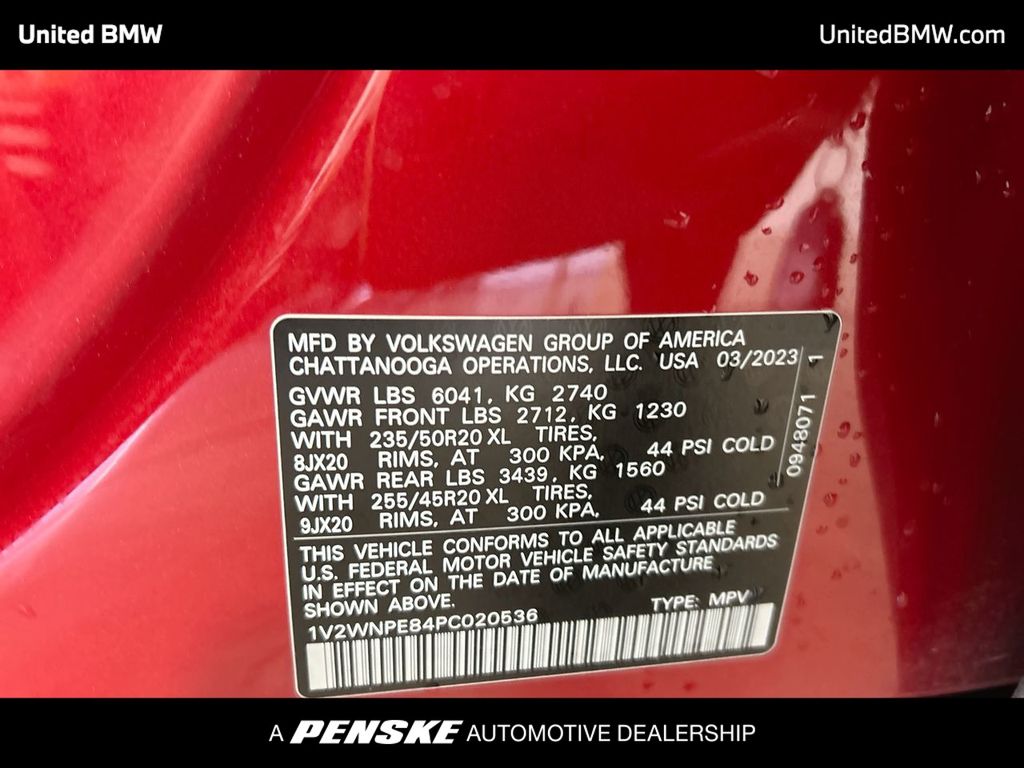 United BMW
UnitedBMW.com
MFD BY VOLKSWAGEN GROUP OF AMERICA
CHATTANOOGA OPERATIONS, LLC. USA 03/2023
GVWR LBS 6041, KG 2740
GAWR FRONT LBS 2712, KG 1230
WITH 235/50R20 XL TIRES,
8JX20 RIMS, AT 300 KPA, 44 PSI COLD
GAWR REAR LBS 3439, KG 1560
WITH 255/45R20 XL TIRES,
9JX20 RIMS, AT 300 KPA, 44 PSI COLD
0948071 1
THIS VEHICLE CONFORMS TO ALL APPLICABLE
U.S. FEDERAL MOTOR VEHICLE SAFETY STANDARDS
IN EFFECT ON THE DATE OF MANUFACTURE
SHOWN ABOVE.
TYPE: MPV
1V2WNPE84PC020536
A PENSKE AUTOMOTIVE DEALERSHIP